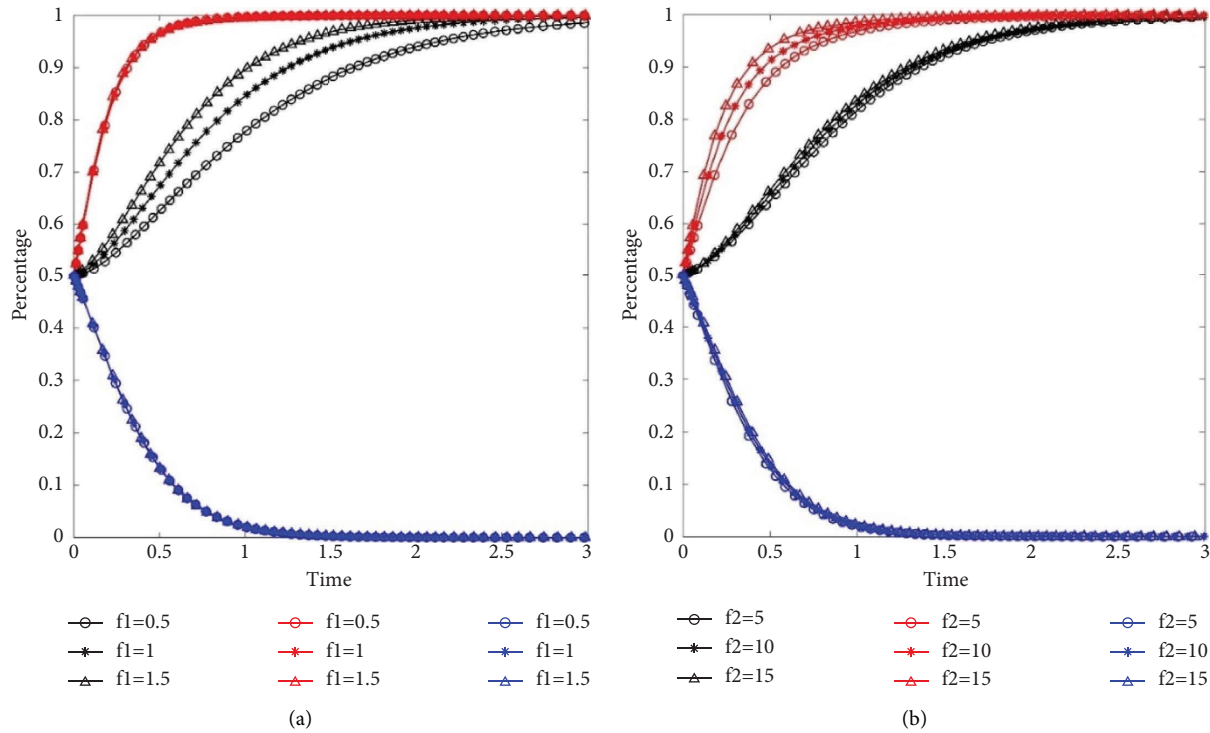 1
0.9
0.8
0.7
0.6
0.5
0.4
0.3
0.2
0.1
0
Percentage
0 0.5 1 1.5 2 2.5 3
Time
f1=0.5 f1=0.5 f1=0.5
f1=1 f1=1 f1=1
f1=1.5 f1=1.5 f1=1.5
(a)
1
0.9
0.8
0.7
0.6
0.5
0.4
0.3
0.2
0.1
0
Percentage
0 0.5 1 1.5 2 2.5 3
Time
f2=5 f2=5 f2=5
f2=10 f2=10 f2=10
f2=15 f2=15 f2=15
(b)